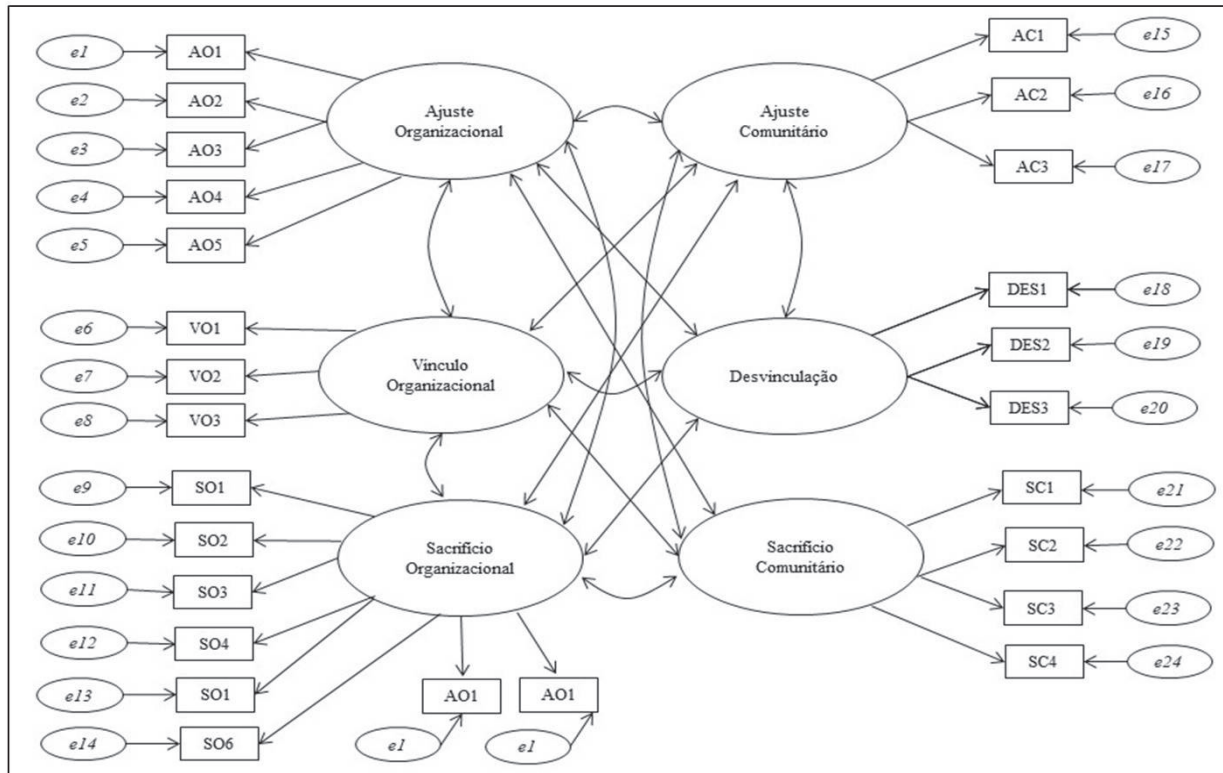 e1
AO1
e2
AO2
e3
AO3
e4
AO4
e5
AO5
Ajuste
Organizacional
Ajuste
Comunitário
AC1
e15
AC2
e16
AC3
e17
e6
VO1
e7
VO2
e8
VO3
Vínculo
Organizacional
Desvinculação
DES1
e18
DES2
e19
DES3
e20
e9
SO1
e10
SO2
e11
SO3
e12
SO4
e13
SO1
e14
SO6
Sacrifício
Organizacional
AO1
AO1
e1
e1
Sacrifício
Comunitário
SC1
e21
SC2
e22
SC3
e23
SC4
e24